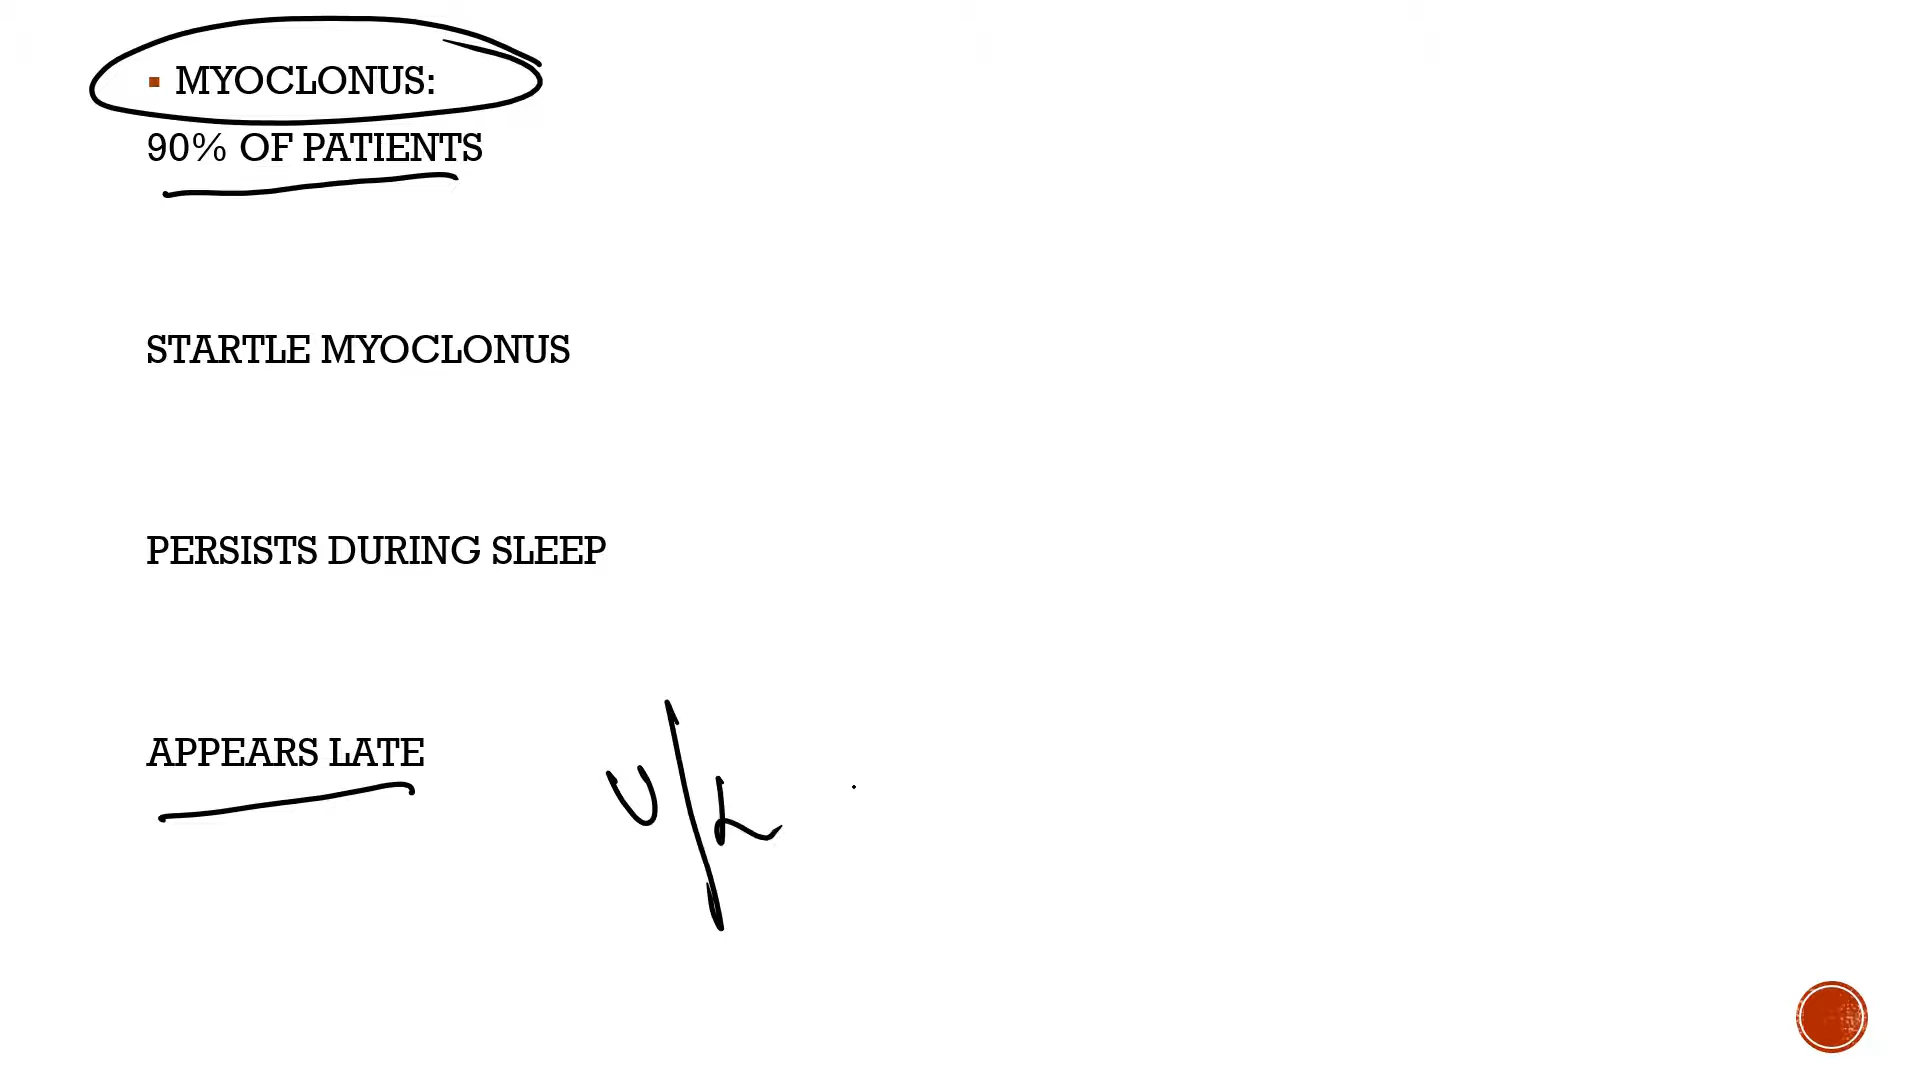 MYOCLONUS:
90% OF PATIENTS
STARTLE MYOCLONUS
PERSISTS DURING SLEEP
APPEARS LATE